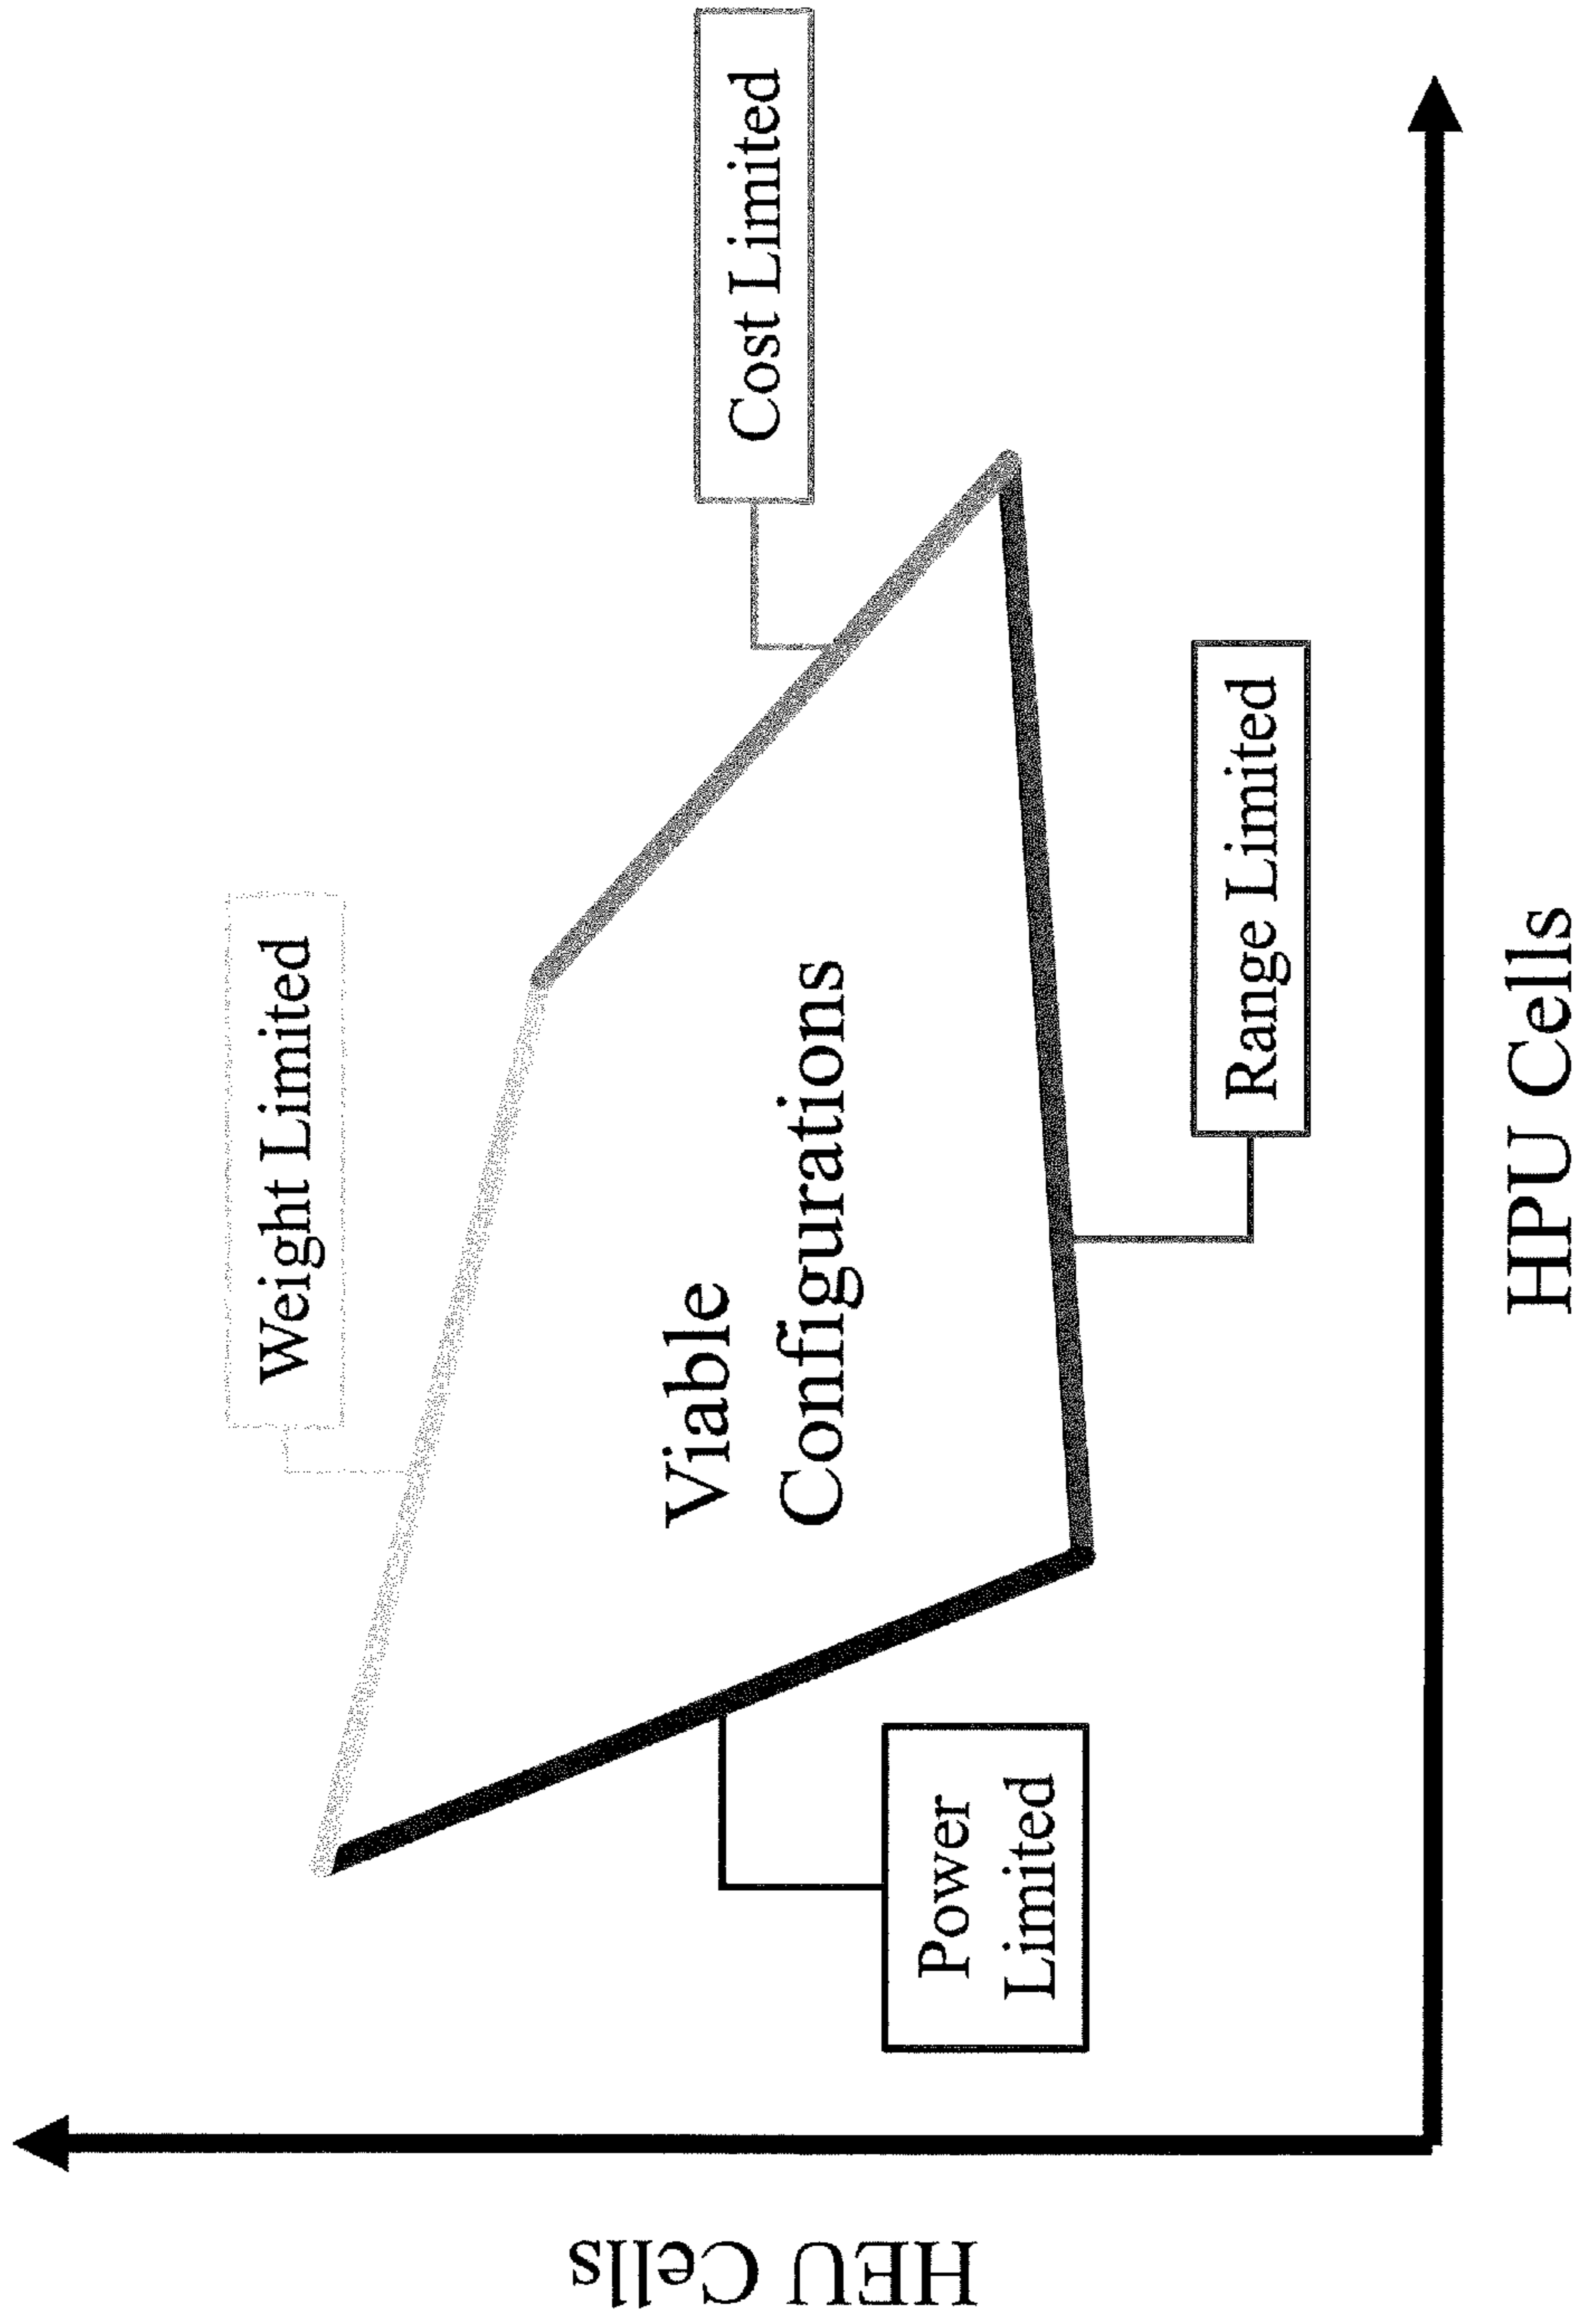 Weight Limited
Cost Limited
Viable
Configurations
Power
Limited
Range Limited
HEU Cells
HPU Cells